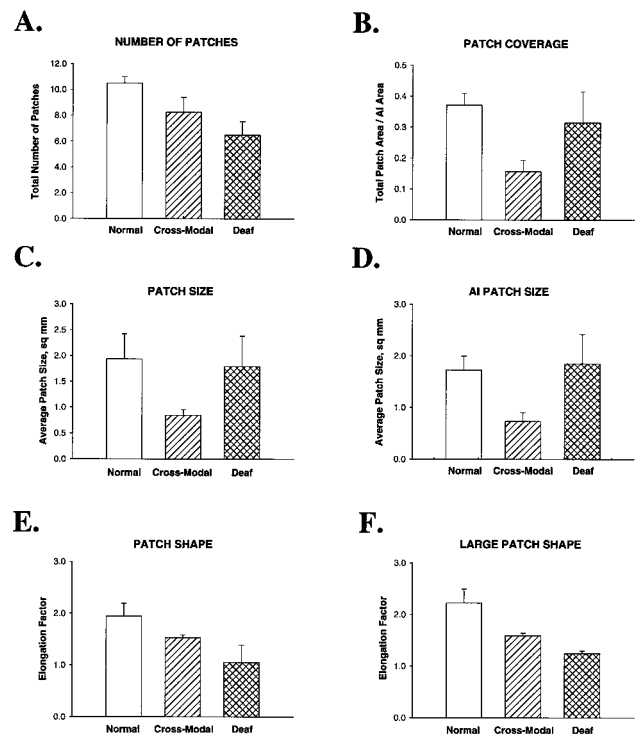 A.
NUMBER OF PATCHES
Total Number of Patches
12.0
10.0
8.0
6.0
4.0
2.0
0.0
Normal Cross-Modal Deaf
B.
PATCH COVERAGE
Total Patch Area / AI Area
0.5
0.4
0.3
0.2
0.1
0.0
Normal Cross-Modal Deaf
C.
PATCH SIZE
Average Patch Size, sq mm
3.0
2.5
2.0
1.5
1.0
0.5
0.0
Normal Cross-Modal Deaf
D.
AI PATCH SIZE
Average Patch Size, sq mm
3.0
2.0
1.0
0.0
Normal Cross-Modal Deaf
E.
PATCH SHAPE
Elongation Factor
3.0
2.0
1.0
0.0
Normal Cross-Modal Deaf
F.
LARGE PATCH SHAPE
Elongation Factor
3.0
2.0
1.0
0.0
Normal Cross-Modal Deaf